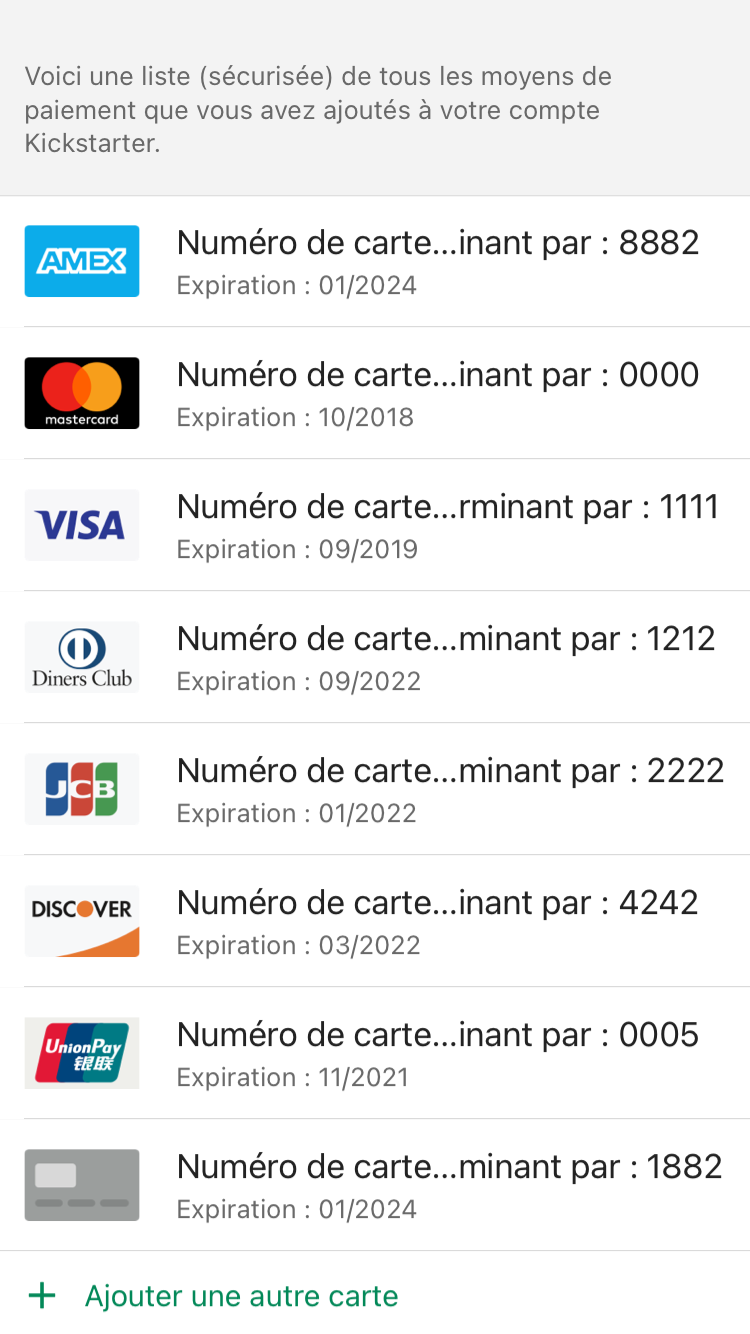 Voici une liste (sécurisée) de tous les moyens de
paiement que vous avez ajoutés à votre compte
Kickstarter.
AMEX
Numéro de carte...inant par : 8882
Expiration : 01/2024
mastercard
Numéro de carte...inant par : 0000
Expiration : 10/2018
VISA
Numéro de carte...rminant par : 1111
Expiration : 09/2019
Diners Club
Numéro de carte...minant par : 1212
Expiration : 09/2022
JCB
Numéro de carte...minant par : 2222
Expiration : 01/2022
DISCOVER
Numéro de carte...inant par : 4242
Expiration : 03/2022
UnionPay
银联
Numéro de carte...inant par : 0005
Expiration : 11/2021
Numéro de carte...minant par : 1882
Expiration : 01/2024
+ Ajouter une autre carte